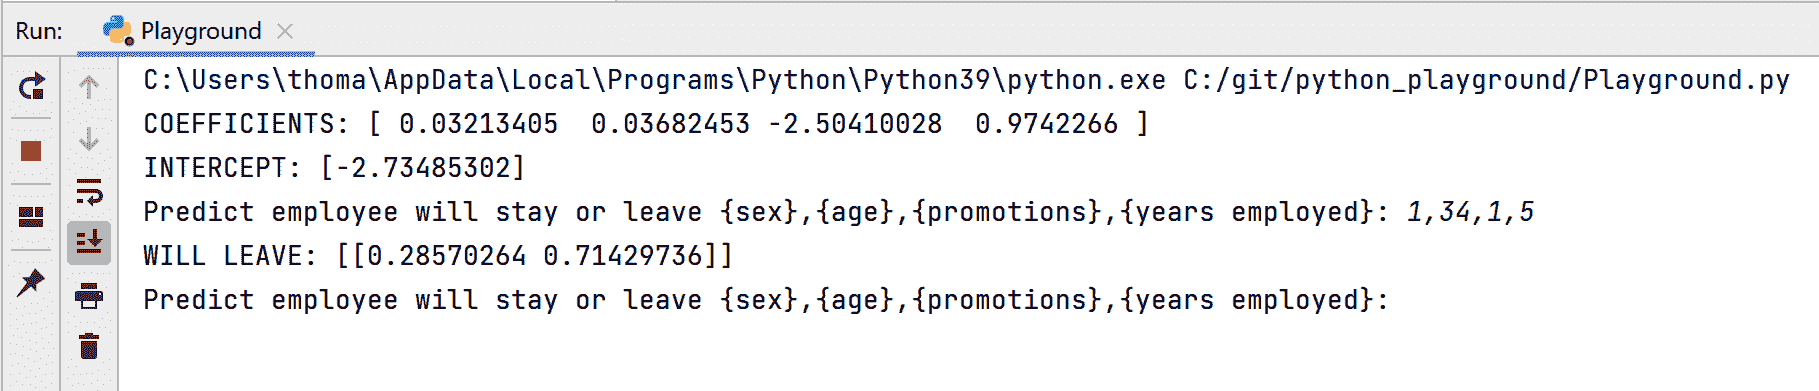 Run: Playground
C:\Users\thoma\AppData\Local\Programs\Python\Python39\python.exe C:/git/python_playground/Playground.py
COEFFICIENTS: [ 0.03213405  0.03682453 -2.50410028  0.9742266 ]
INTERCEPT: [-2.73485302]
Predict employee will stay or leave {sex},{age},{promotions},{years employed}: 1,34,1,5
WILL LEAVE: [[0.28570264 0.71429736]]
Predict employee will stay or leave {sex},{age},{promotions},{years employed}: